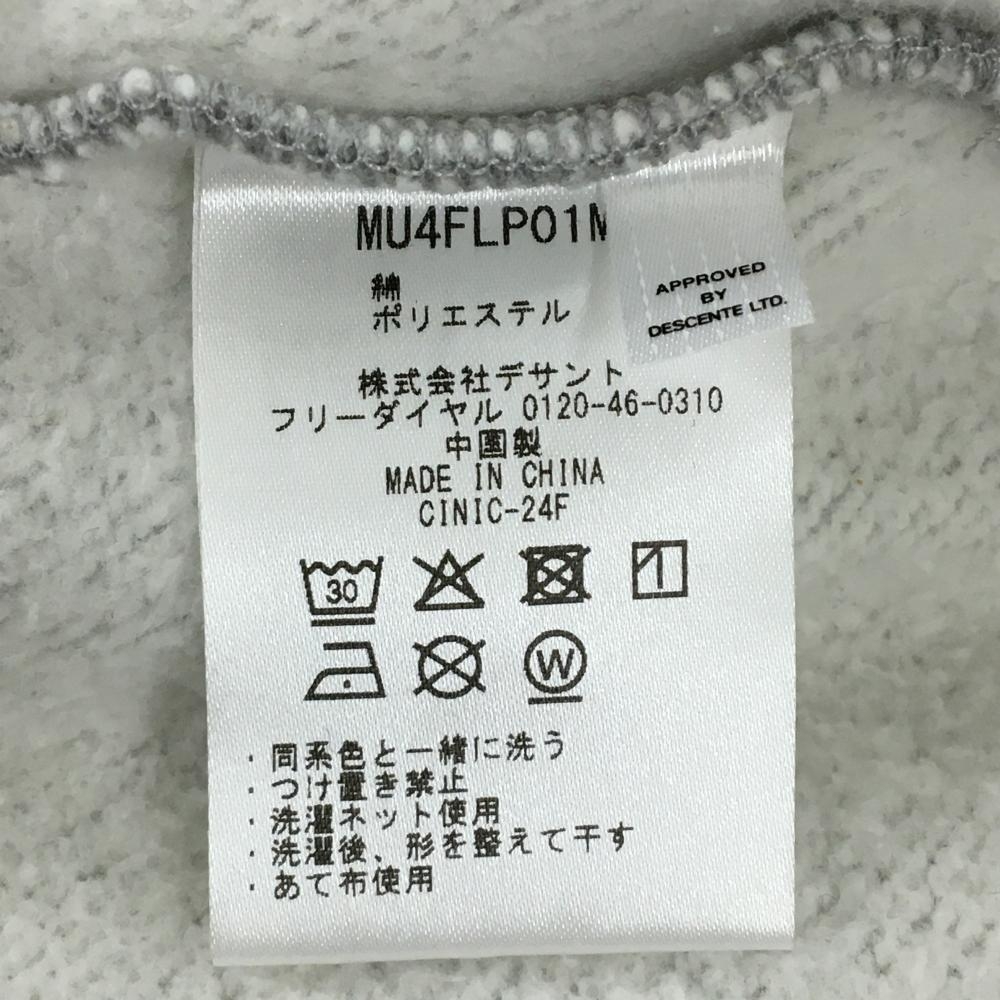 MU4FLP01M
APPROVED
BY
DESCENTE LTD.
綿
ポリエステル
株式会社デサント
フリーダイヤル 0120-46-0310
中国製
MADE IN CHINA
CINIC-24F
30
W
・同系色と一緒に洗う
・つけ置き禁止
・洗濯ネット使用
・洗濯後、形を整えて干す
・あて布使用